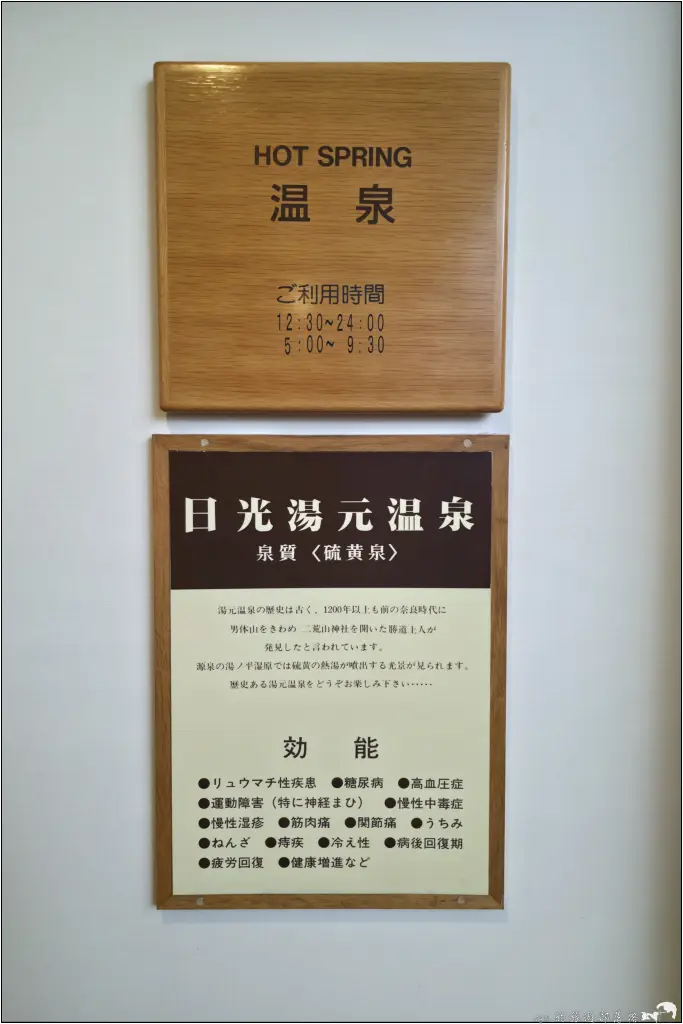 HOT SPRING
温 泉
ご利用時間
12:30~24:00
5:00~ 9:30
日光湯元温泉
泉質〈硫黄泉〉
湯元温泉の歴史は古く、1200年以上も前の奈良時代に
男体山をきわめ 二荒山神社を開いた勝道上人が
発見したと言われています。
源泉の湯ノ平湿原では硫黄の熱湯が噴出する光景が見られます。
歴史ある湯元温泉をどうぞお楽しみ下さい‥‥‥
効 能
●リュウマチ性疾患 ●糖尿病 ●高血圧症
●運動障害（特に神経まひ） ●慢性中毒症
●慢性湿疹 ●筋肉痛 ●関節痛 ●うちみ
●ねんざ ●痔疾 ●冷え性 ●病後回復期
●疲労回復 ●健康増進など